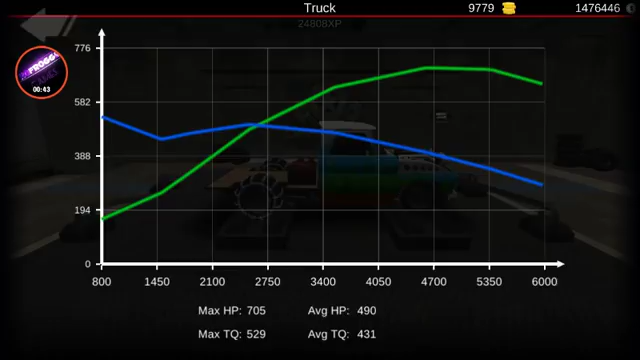 Truck
9779
1476446
24808XP
FROGGO
00:43
776
582
388
194
0
800 1450 2100 2750 3400 4050 4700 5350 6000
Max HP: 705 Avg HP: 490
Max TQ: 529 Avg TQ: 431